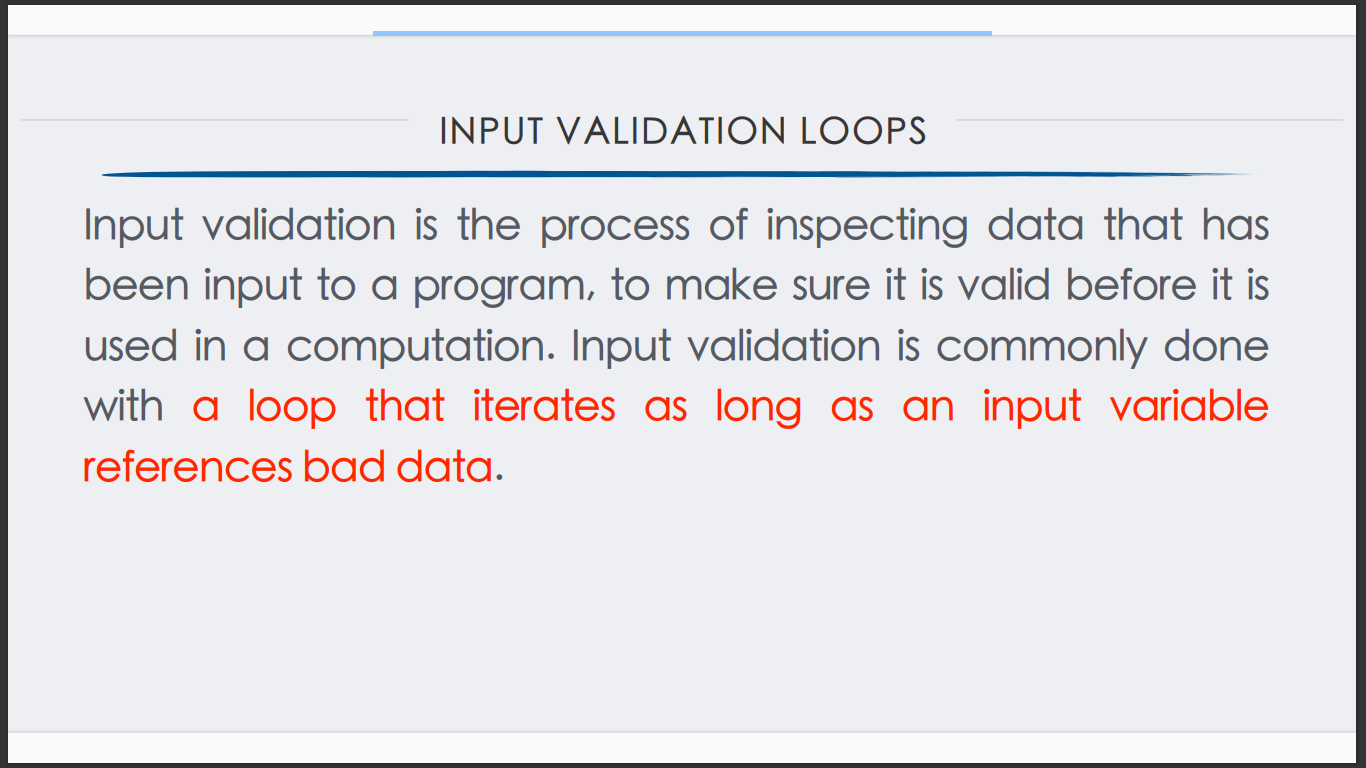 INPUT VALIDATION LOOPS
Input validation is the process of inspecting data that has
been input to a program, to make sure it is valid before it is
used in a computation. Input validation is commonly done
with a loop that iterates as long as an input variable
references bad data.